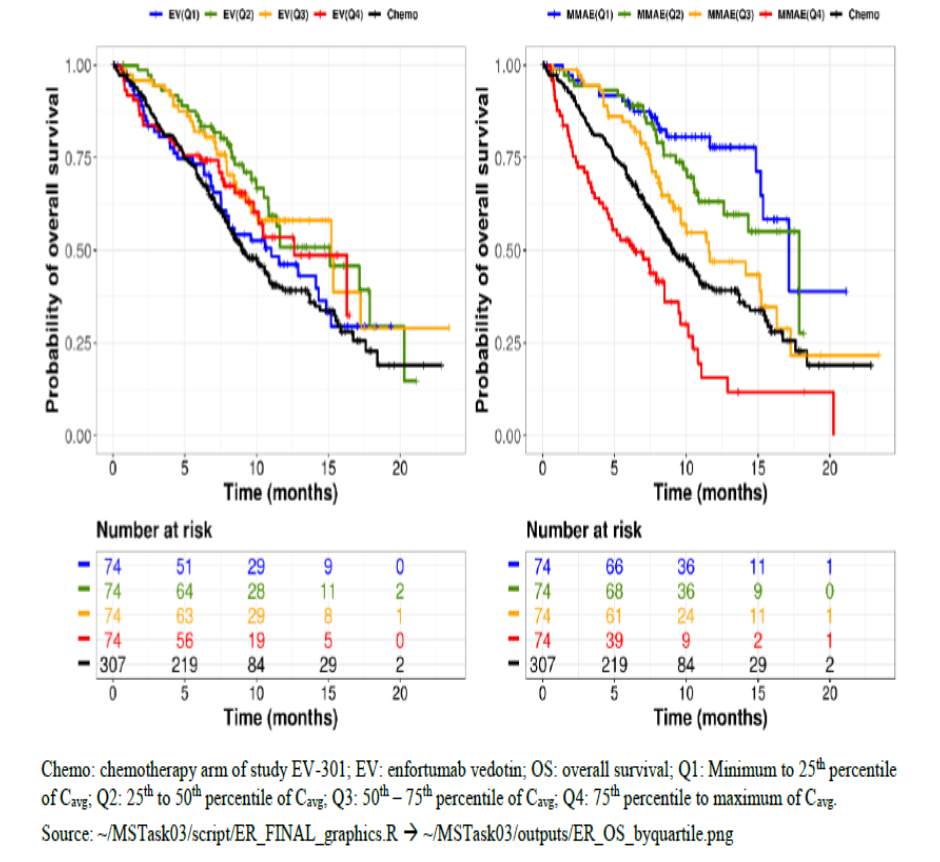 EV(Q1) EV(Q2) EV(Q3) EV(Q4) Chemo
1.00
0.75
0.50
0.25
0.00
Probability of overall survival
0 5 10 15 20
Time (months)
MMAE(Q1) MMAE(Q2) MMAE(Q3) MMAE(Q4) Chemo
1.00
0.75
0.50
0.25
0.00
Probability of overall survival
0 5 10 15 20
Time (months)
Number at risk
74 51 29 9 0
74 64 28 11 2
74 63 29 8 1
74 56 19 5 0
307 219 84 29 2
0 5 10 15 20
Time (months)
Number at risk
74 66 36 11 1
74 68 36 9 0
74 61 24 11 1
74 39 9 2 1
307 219 84 29 2
0 5 10 15 20
Time (months)
Chemo: chemotherapy arm of study EV-301; EV: enfortumab vedotin; OS: overall survival; Q1: Minimum to 25th percentile
of Cavg; Q2: 25th to 50th percentile of Cavg; Q3: 50th – 75th percentile of Cavg; Q4: 75th percentile to maximum of Cavg.
Source: ~/MSTask03/script/ER_FINAL_graphics.R → ~/MSTask03/outputs/ER_OS_byquartile.png